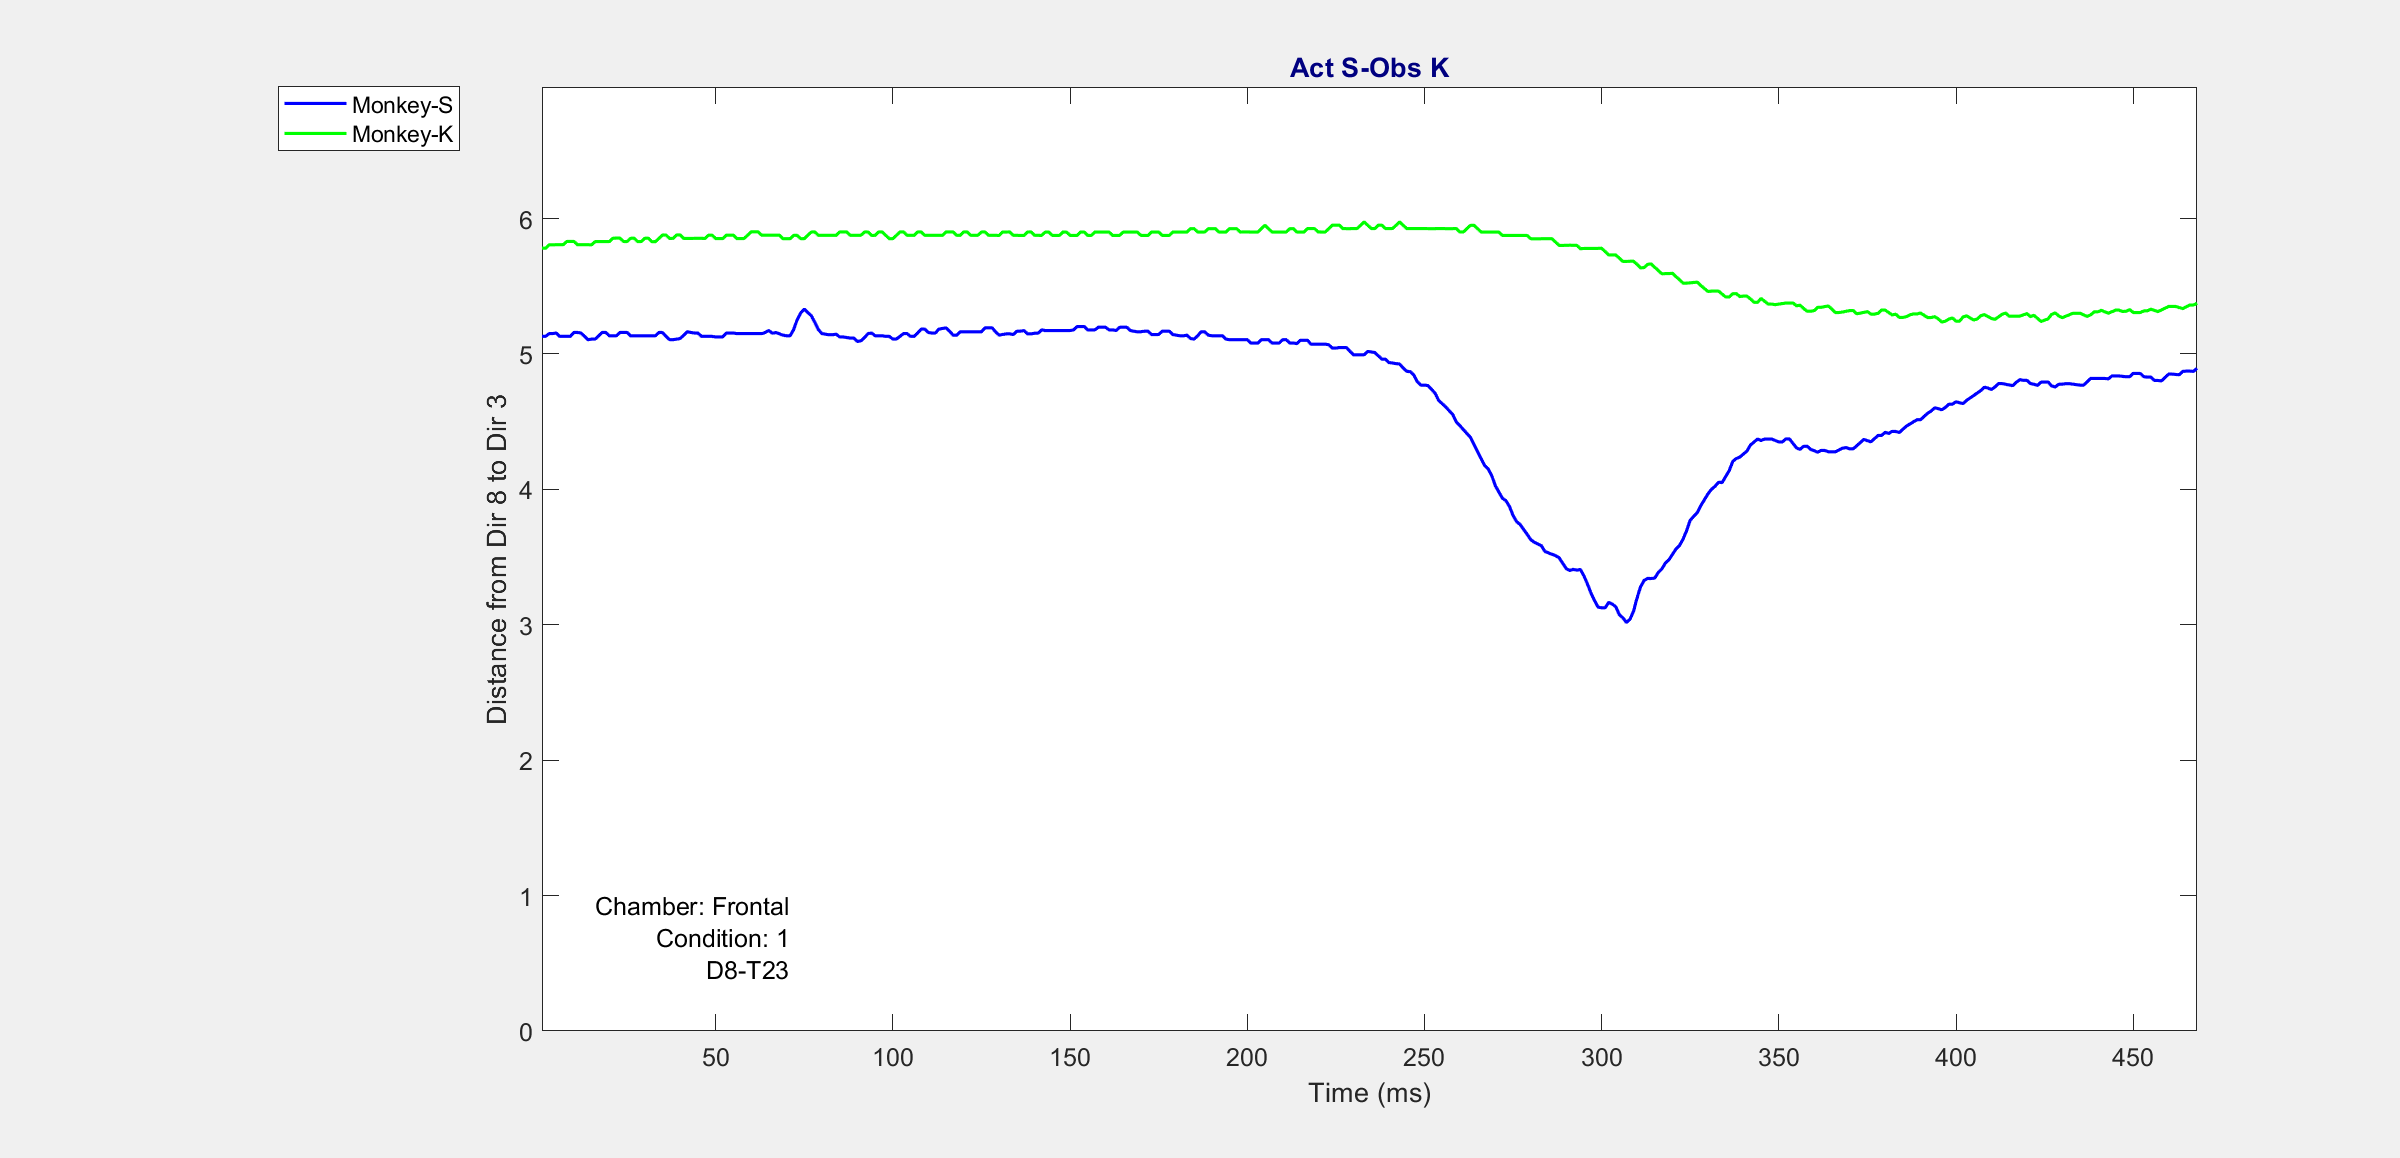 Act S-Obs K
Monkey-S
Monkey-K
Distance from Dir 8 to Dir 3
6
5
4
3
2
1
0
Chamber: Frontal
Condition: 1
D8-T23
50 100 150 200 250 300 350 400 450
Time (ms)